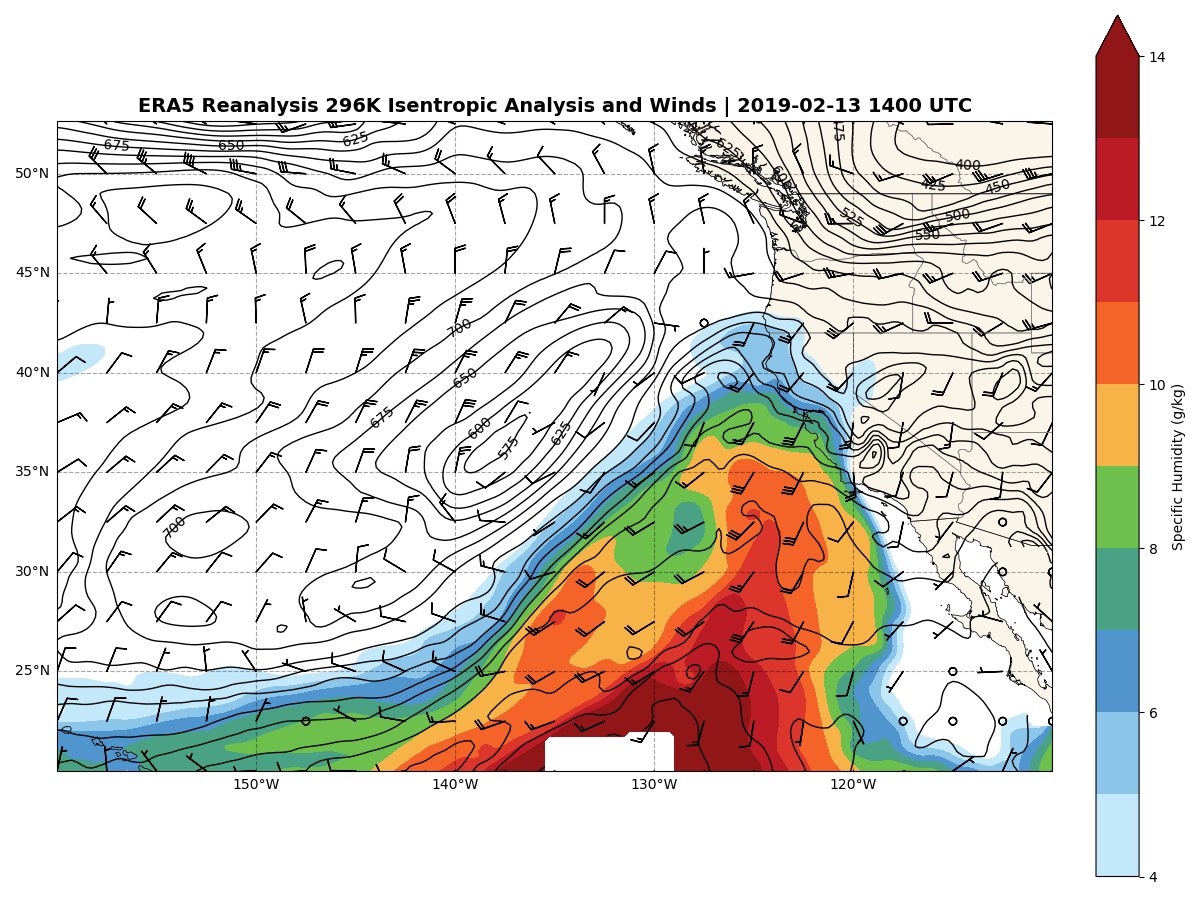 ERA5 Reanalysis 296K Isentropic Analysis and Winds | 2019-02-13 1400 UTC
14
12
10
8
6
4
Specific Humidity (g/kg)
50°N
45°N
40°N
35°N
30°N
25°N
150°W
140°W
130°W
120°W
675
650
625
625
600
575
400
425
450
500
525
550
700
650
675
600
575
625
700